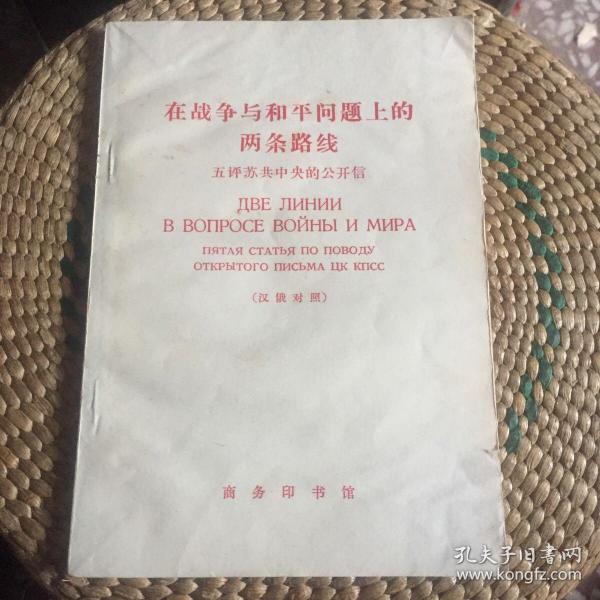 在战争与和平问题上的
两条路线
五评苏共中央的公开信
ДВЕ ЛИНИИ
В ВОПРОСЕ ВОЙНЫ И МИРА
ПЯТАЯ СТАТЬЯ ПО ПОВОДУ
ОТКРЫТОГО ПИСЬМА ЦК КПСС
(汉俄对照)
商务印书馆
孔夫子旧书网
www.kongfz.com